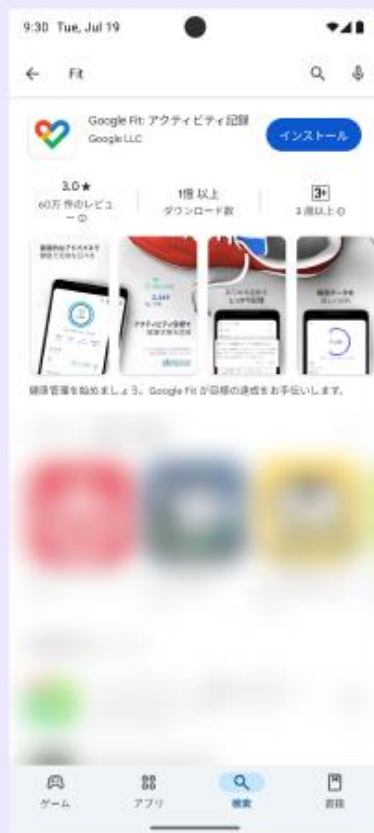 9:30 Tue, Jul 19
Fit
Google Fit: アクティビティ記録
Google LLC
インストール
3.0★
60万 件のレビュ
ー
1億 以上
ダウンロード数
3+
3 歳以上
アクティビティ目標で
健康管理を始めましょう。Google Fit が目標の達成をお手伝いします。
ゲーム
アプリ
検索
書籍